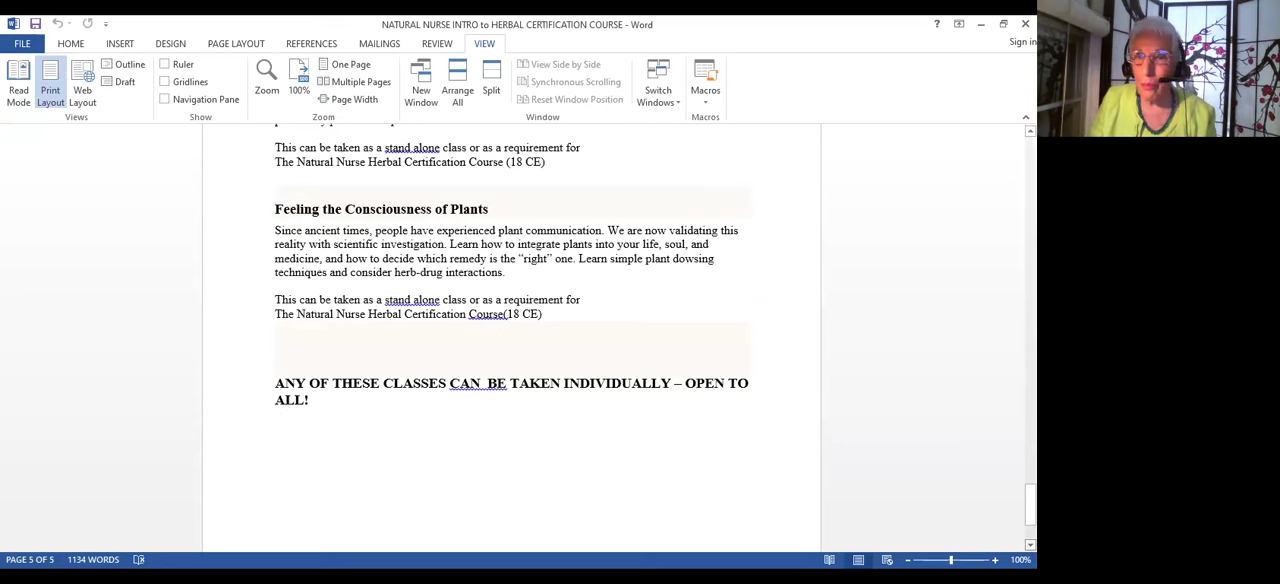 NATURAL NURSE INTRO to HERBAL CERTIFICATION COURSE - Word
Sign in
FILE HOME INSERT DESIGN PAGE LAYOUT REFERENCES MAILINGS REVIEW VIEW
Read Mode
Print Layout
Web Layout
Outline
Draft
Views
Ruler
Gridlines
Navigation Pane
Show
Zoom
100%
One Page
Multiple Pages
Page Width
Zoom
New Window
Arrange All
Split
View Side by Side
Synchronous Scrolling
Reset Window Position
Window
Switch Windows
Macros
Macros
This can be taken as a stand alone class or as a requirement for
The Natural Nurse Herbal Certification Course (18 CE)
Feeling the Consciousness of Plants
Since ancient times, people have experienced plant communication. We are now validating this
reality with scientific investigation. Learn how to integrate plants into your life, soul, and
medicine, and how to decide which remedy is the “right” one. Learn simple plant dowsing
techniques and consider herb-drug interactions.
This can be taken as a stand alone class or as a requirement for
The Natural Nurse Herbal Certification Course(18 CE)
ANY OF THESE CLASSES CAN  BE TAKEN INDIVIDUALLY – OPEN TO
ALL!
PAGE 5 OF 5 1134 WORDS
100%